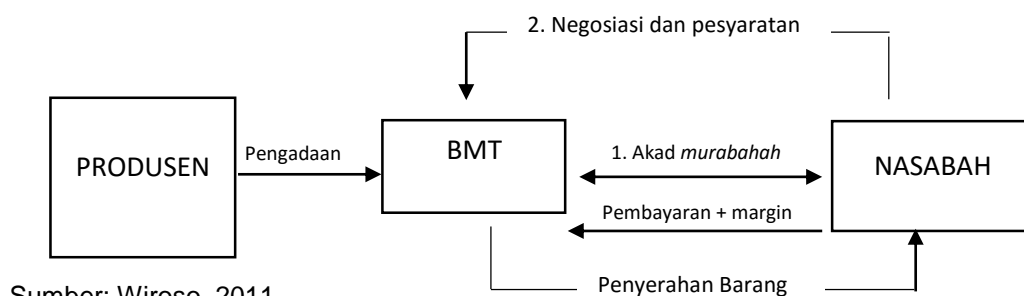 2. Negosiasi dan pesyaratan
PRODUSEN
Pengadaan
BMT
1. Akad murabahah
NASABAH
Pembayaran + margin
Penyerahan Barang
Sumber: Wiroso, 2011